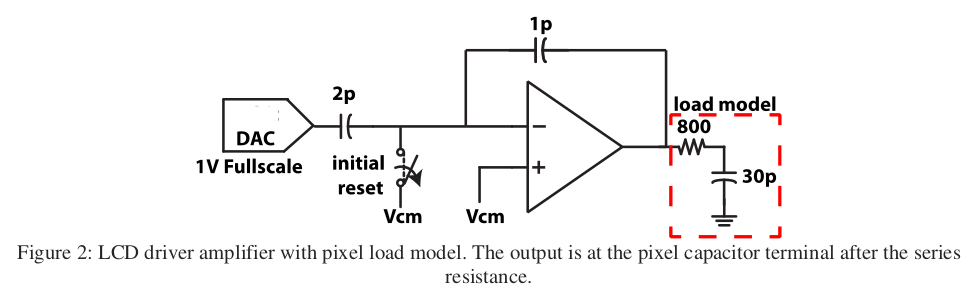 1p
2p
load model
800
DAC
1V Fullscale
initial
reset
−
+
30p
Vcm
Vcm
Figure 2: LCD driver amplifier with pixel load model. The output is at the pixel capacitor terminal after the series
resistance.